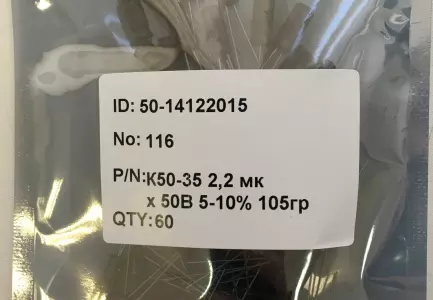 ID: 50-14122015
No: 116
P/N:К50-35 2,2 мк
х 50В 5-10% 105гр
QTY:60